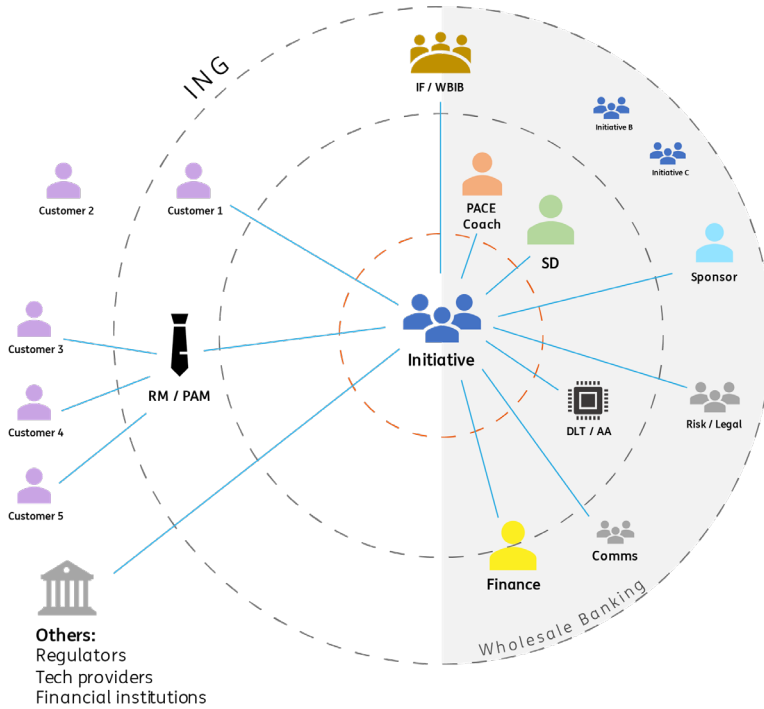 ING
IF / WBIB
Initiative B
Initiative C
Customer 2
Customer 1
PACE
Coach
SD
Sponsor
Customer 3
Initiative
RM / PAM
Customer 4
DLT / AA
Risk / Legal
Customer 5
Comms
Finance
Wholesale Banking
Others:
Regulators
Tech providers
Financial institutions